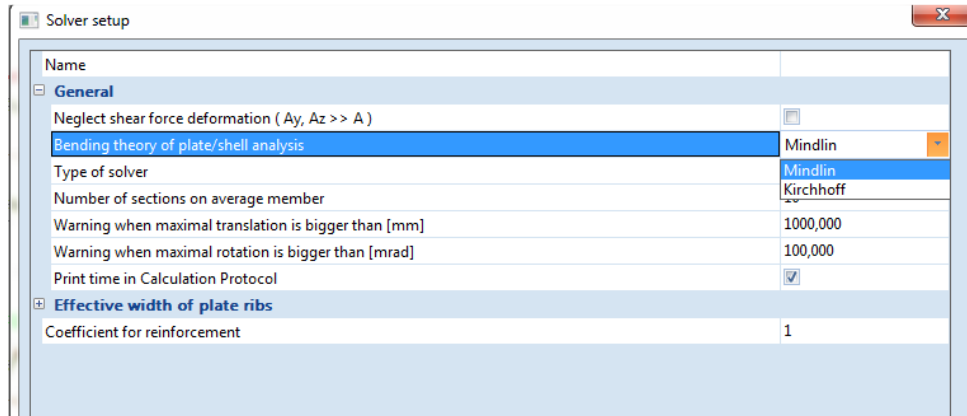 Solver setup
Name
General
Neglect shear force deformation ( Ay, Az >> A )
Bending theory of plate/shell analysis Mindlin
Type of solver Mindlin
Kirchhoff
Number of sections on average member
Warning when maximal translation is bigger than [mm] 1000,000
Warning when maximal rotation is bigger than [mrad] 100,000
Print time in Calculation Protocol
Effective width of plate ribs
Coefficient for reinforcement 1